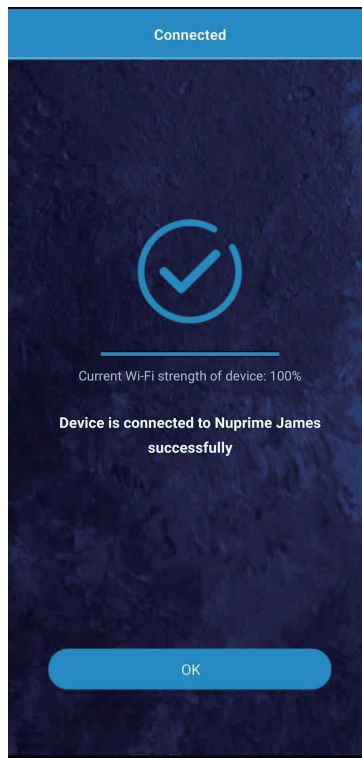 Connected
Current Wi-Fi strength of device: 100%
Device is connected to Nuprime James
successfully
OK